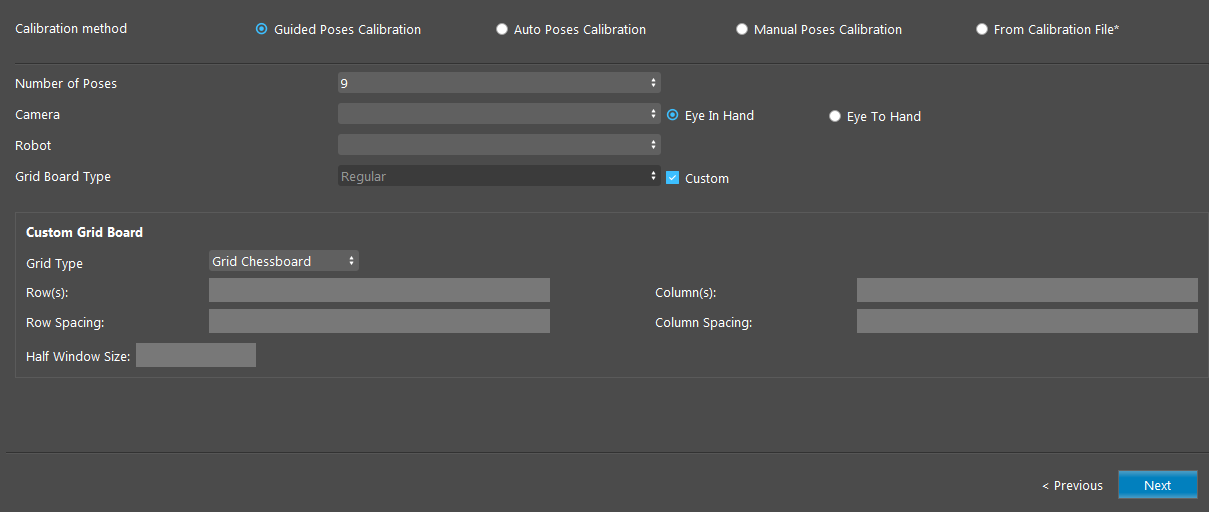 Calibration method Guided Poses Calibration Auto Poses Calibration Manual Poses Calibration From Calibration File*
Number of Poses 9
Camera Eye In Hand Eye To Hand
Robot
Grid Board Type Regular Custom
Custom Grid Board
Grid Type Grid Chessboard
Row(s): Column(s):
Row Spacing: Column Spacing:
Half Window Size:
< Previous Next